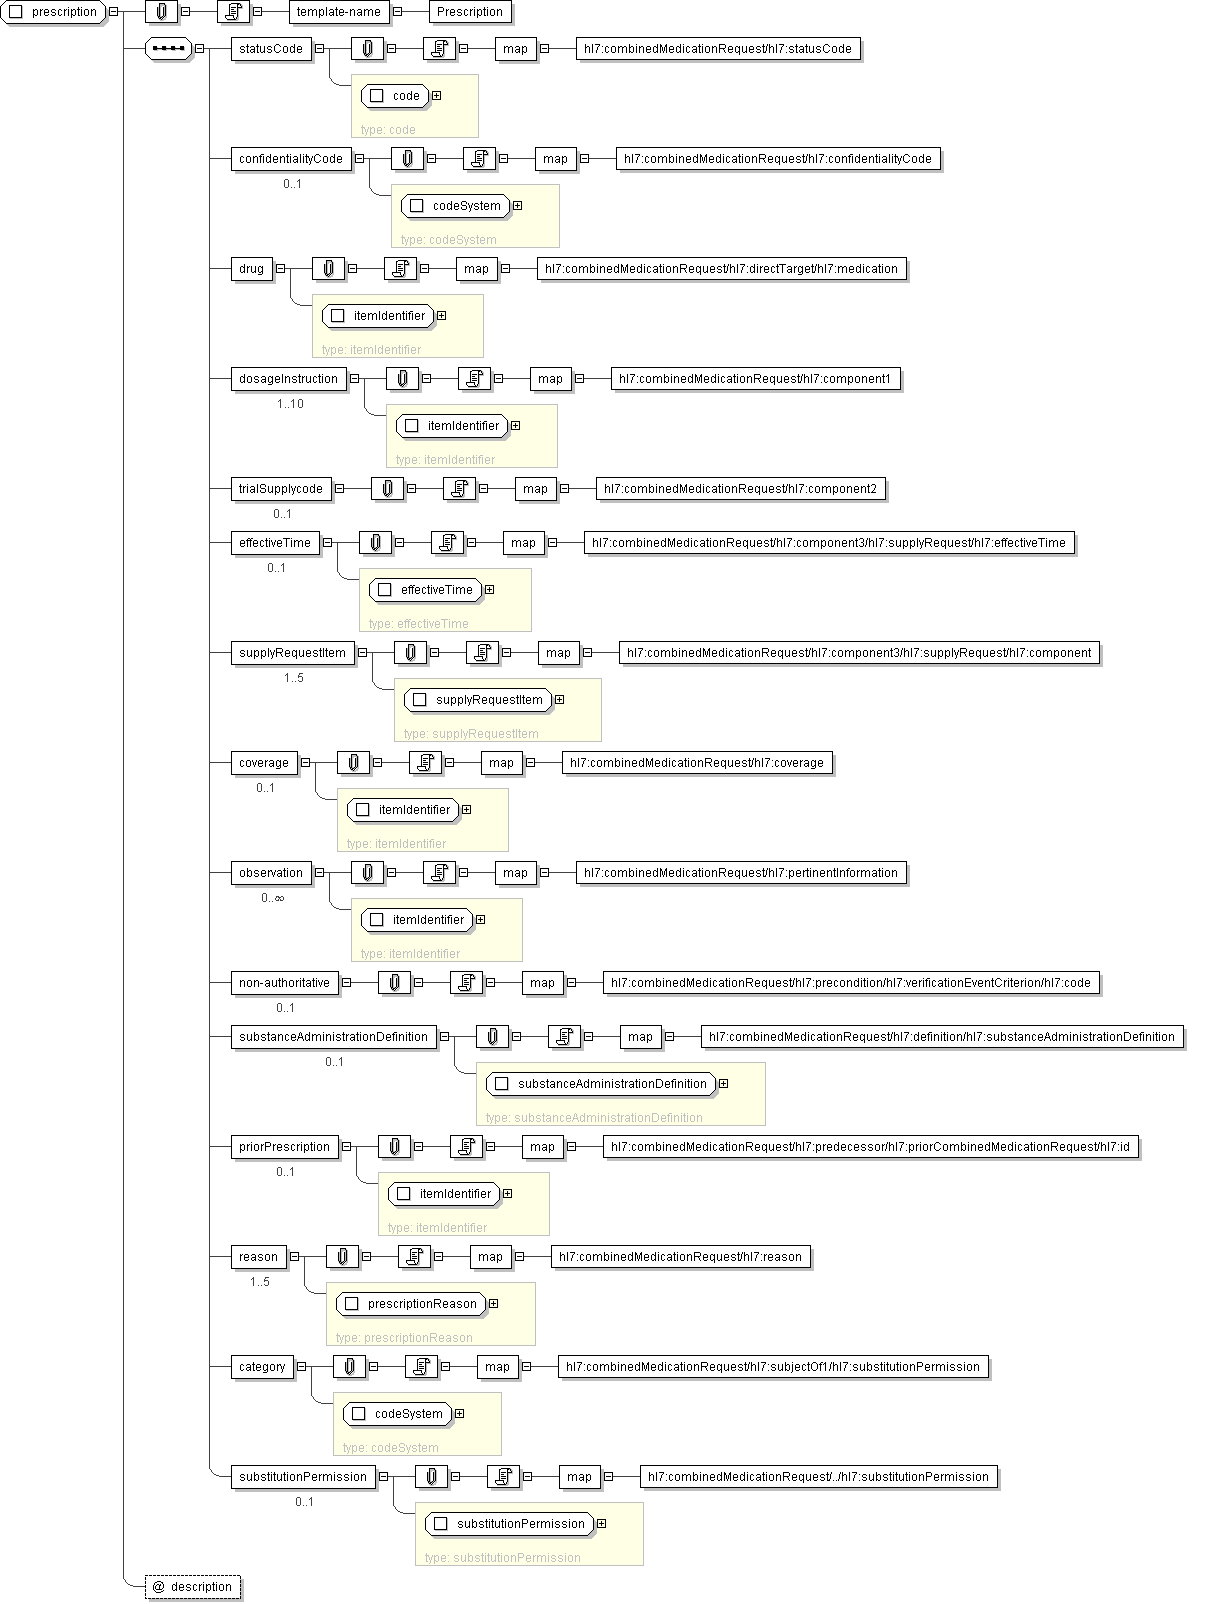 prescription template-name Prescription
statusCode map hl7:combinedMedicationRequest/hl7:statusCode
code
type: code
confidentialityCode map hl7:combinedMedicationRequest/hl7:confidentialityCode
0..1
codeSystem
type: codeSystem
drug map hl7:combinedMedicationRequest/hl7:directTarget/hl7:medication
itemIdentifier
type: itemIdentifier
dosageInstruction map hl7:combinedMedicationRequest/hl7:component1
1..10
itemIdentifier
type: itemIdentifier
trialSupplycode map hl7:combinedMedicationRequest/hl7:component2
0..1
effectiveTime map hl7:combinedMedicationRequest/hl7:component3/hl7:supplyRequest/hl7:effectiveTime
0..1
effectiveTime
type: effectiveTime
supplyRequestItem map hl7:combinedMedicationRequest/hl7:component3/hl7:supplyRequest/hl7:component
1..5
supplyRequestItem
type: supplyRequestItem
coverage map hl7:combinedMedicationRequest/hl7:coverage
0..1
itemIdentifier
type: itemIdentifier
observation map hl7:combinedMedicationRequest/hl7:pertinentInformation
0..∞
itemIdentifier
type: itemIdentifier
non-authoritative map hl7:combinedMedicationRequest/hl7:precondition/hl7:verificationEventCriterion/hl7:code
0..1
substanceAdministrationDefinition map hl7:combinedMedicationRequest/hl7:definition/hl7:substanceAdministrationDefinition
0..1
substanceAdministrationDefinition
type: substanceAdministrationDefinition
priorPrescription map hl7:combinedMedicationRequest/hl7:predecessor/hl7:priorCombinedMedicationRequest/hl7:id
0..1
itemIdentifier
type: itemIdentifier
reason map hl7:combinedMedicationRequest/hl7:reason
1..5
prescriptionReason
type: prescriptionReason
category map hl7:combinedMedicationRequest/hl7:subjectOf1/hl7:substitutionPermission
codeSystem
type: codeSystem
substitutionPermission map hl7:combinedMedicationRequest/../hl7:substitutionPermission
0..1
substitutionPermission
type: substitutionPermission
@ description